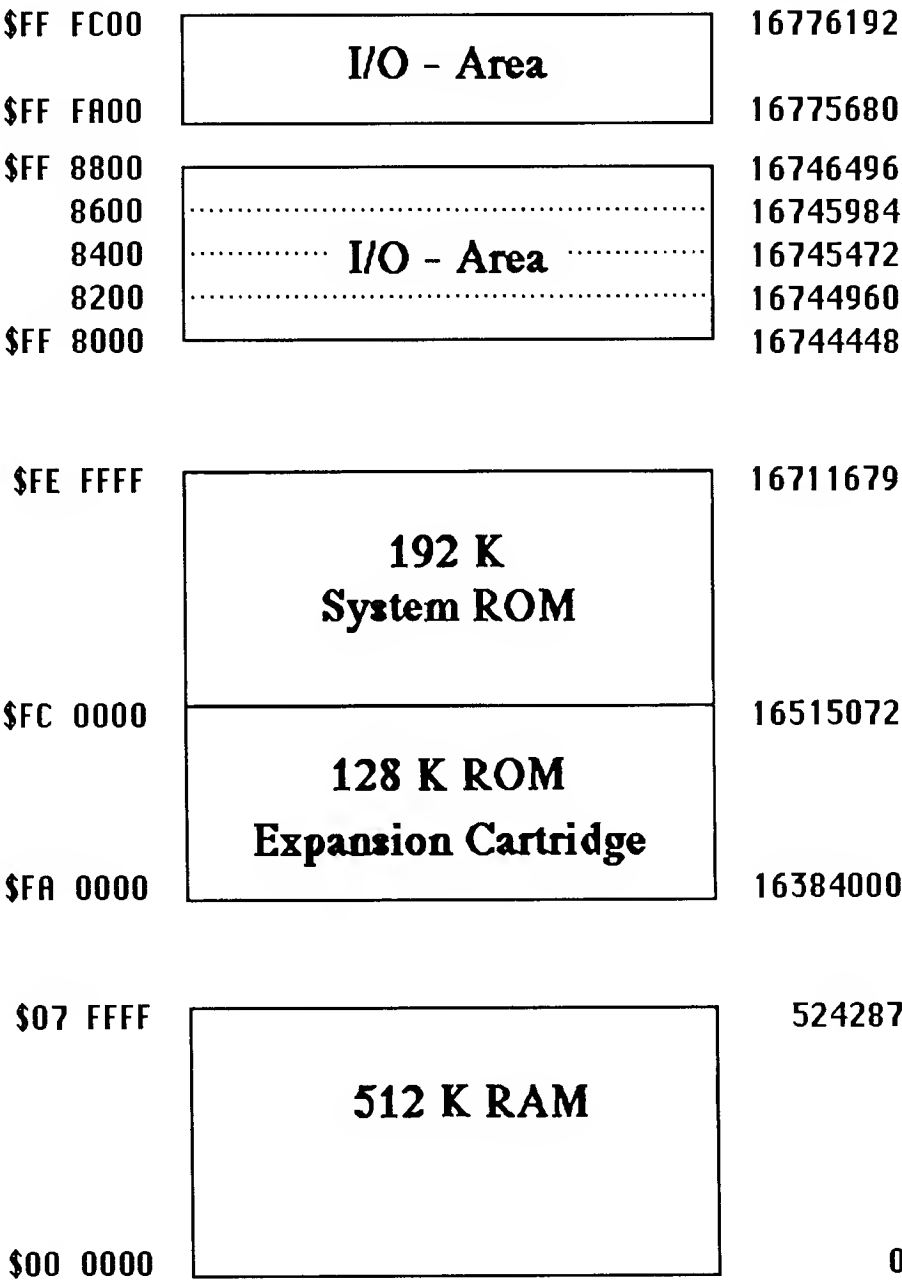 $FF FC00 16776192
I/O - Area
$FF FA00 16775680
$FF 8800 16746496
8600 16745984
8400 I/O - Area 16745472
8200 16744960
$FF 8000 16744448
$FE FFFF 16711679
192 K
System ROM
$FC 0000 16515072
128 K ROM
Expansion Cartridge
$FA 0000 16384000
$07 FFFF 524287
512 K RAM
$00 0000 0